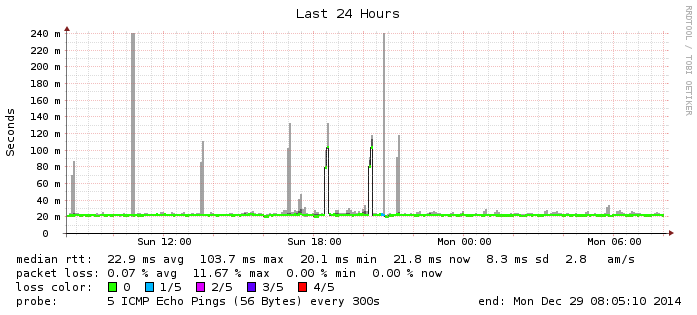 Last 24 Hours
RRDTOOL / TOBI OETIKER
Seconds
240 m
220 m
200 m
180 m
160 m
140 m
120 m
100 m
80 m
60 m
40 m
20 m
0
Sun 12:00 Sun 18:00 Mon 00:00 Mon 06:00
median rtt: 22.9 ms avg 103.7 ms max 20.1 ms min 21.8 ms now 8.3 ms sd 2.8 am/s
packet loss: 0.07 % avg 11.67 % max 0.00 % min 0.00 % now
loss color: 0 1/5 2/5 3/5 4/5
probe: 5 ICMP Echo Pings (56 Bytes) every 300s end: Mon Dec 29 08:05:10 2014